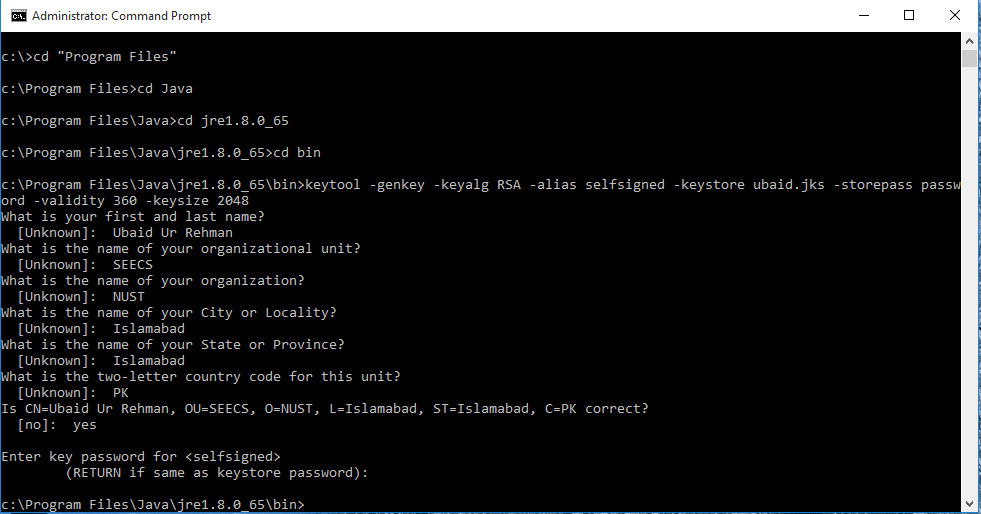 Administrator: Command Prompt
c:\>cd "Program Files"
c:\Program Files>cd Java
c:\Program Files\Java>cd jre1.8.0_65
c:\Program Files\Java\jre1.8.0_65>cd bin
c:\Program Files\Java\jre1.8.0_65\bin>keytool -genkey -keyalg RSA -alias selfsigned -keystore ubaid.jks -storepass passw
ord -validity 360 -keysize 2048
What is your first and last name?
  [Unknown]:  Ubaid Ur Rehman
What is the name of your organizational unit?
  [Unknown]:  SEECS
What is the name of your organization?
  [Unknown]:  NUST
What is the name of your City or Locality?
  [Unknown]:  Islamabad
What is the name of your State or Province?
  [Unknown]:  Islamabad
What is the two-letter country code for this unit?
  [Unknown]:  PK
Is CN=Ubaid Ur Rehman, OU=SEECS, O=NUST, L=Islamabad, ST=Islamabad, C=PK correct?
  [no]:  yes
Enter key password for <selfsigned>
        (RETURN if same as keystore password):
c:\Program Files\Java\jre1.8.0_65\bin>